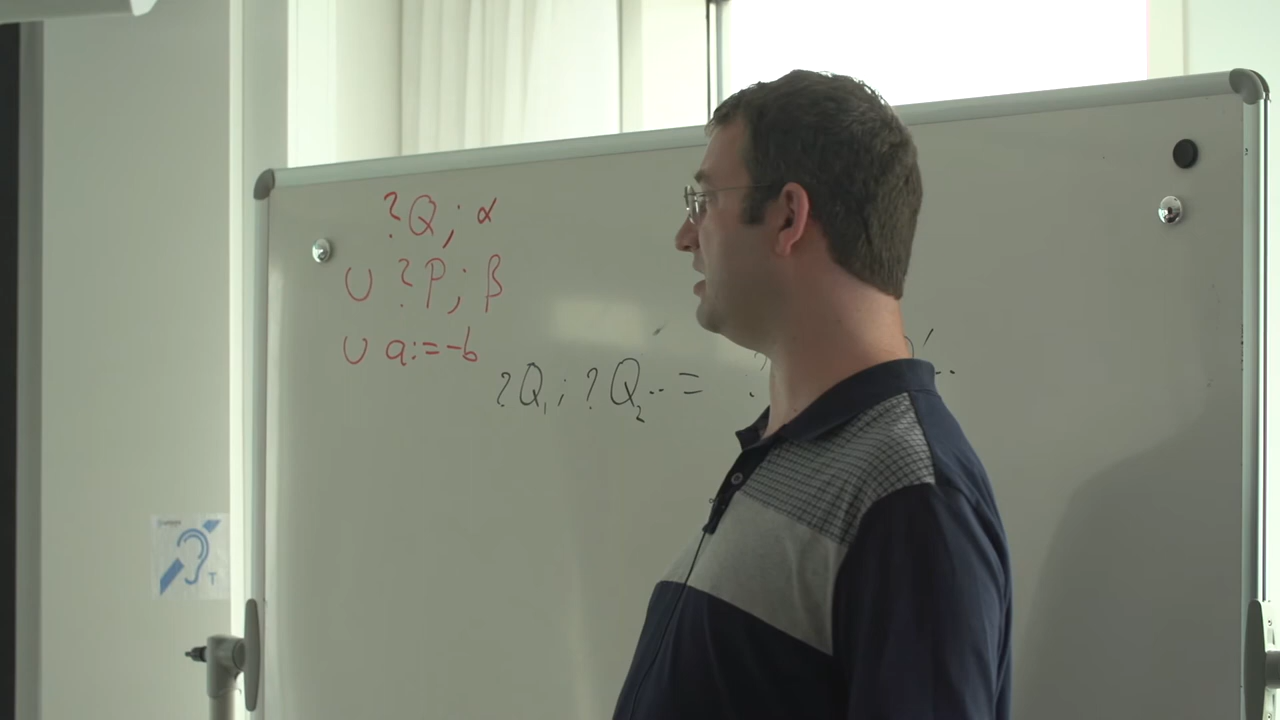 ?Q; α
∪ ?P; β
∪ a:=-b
?Q₁; ?Q₂.. = ?
T